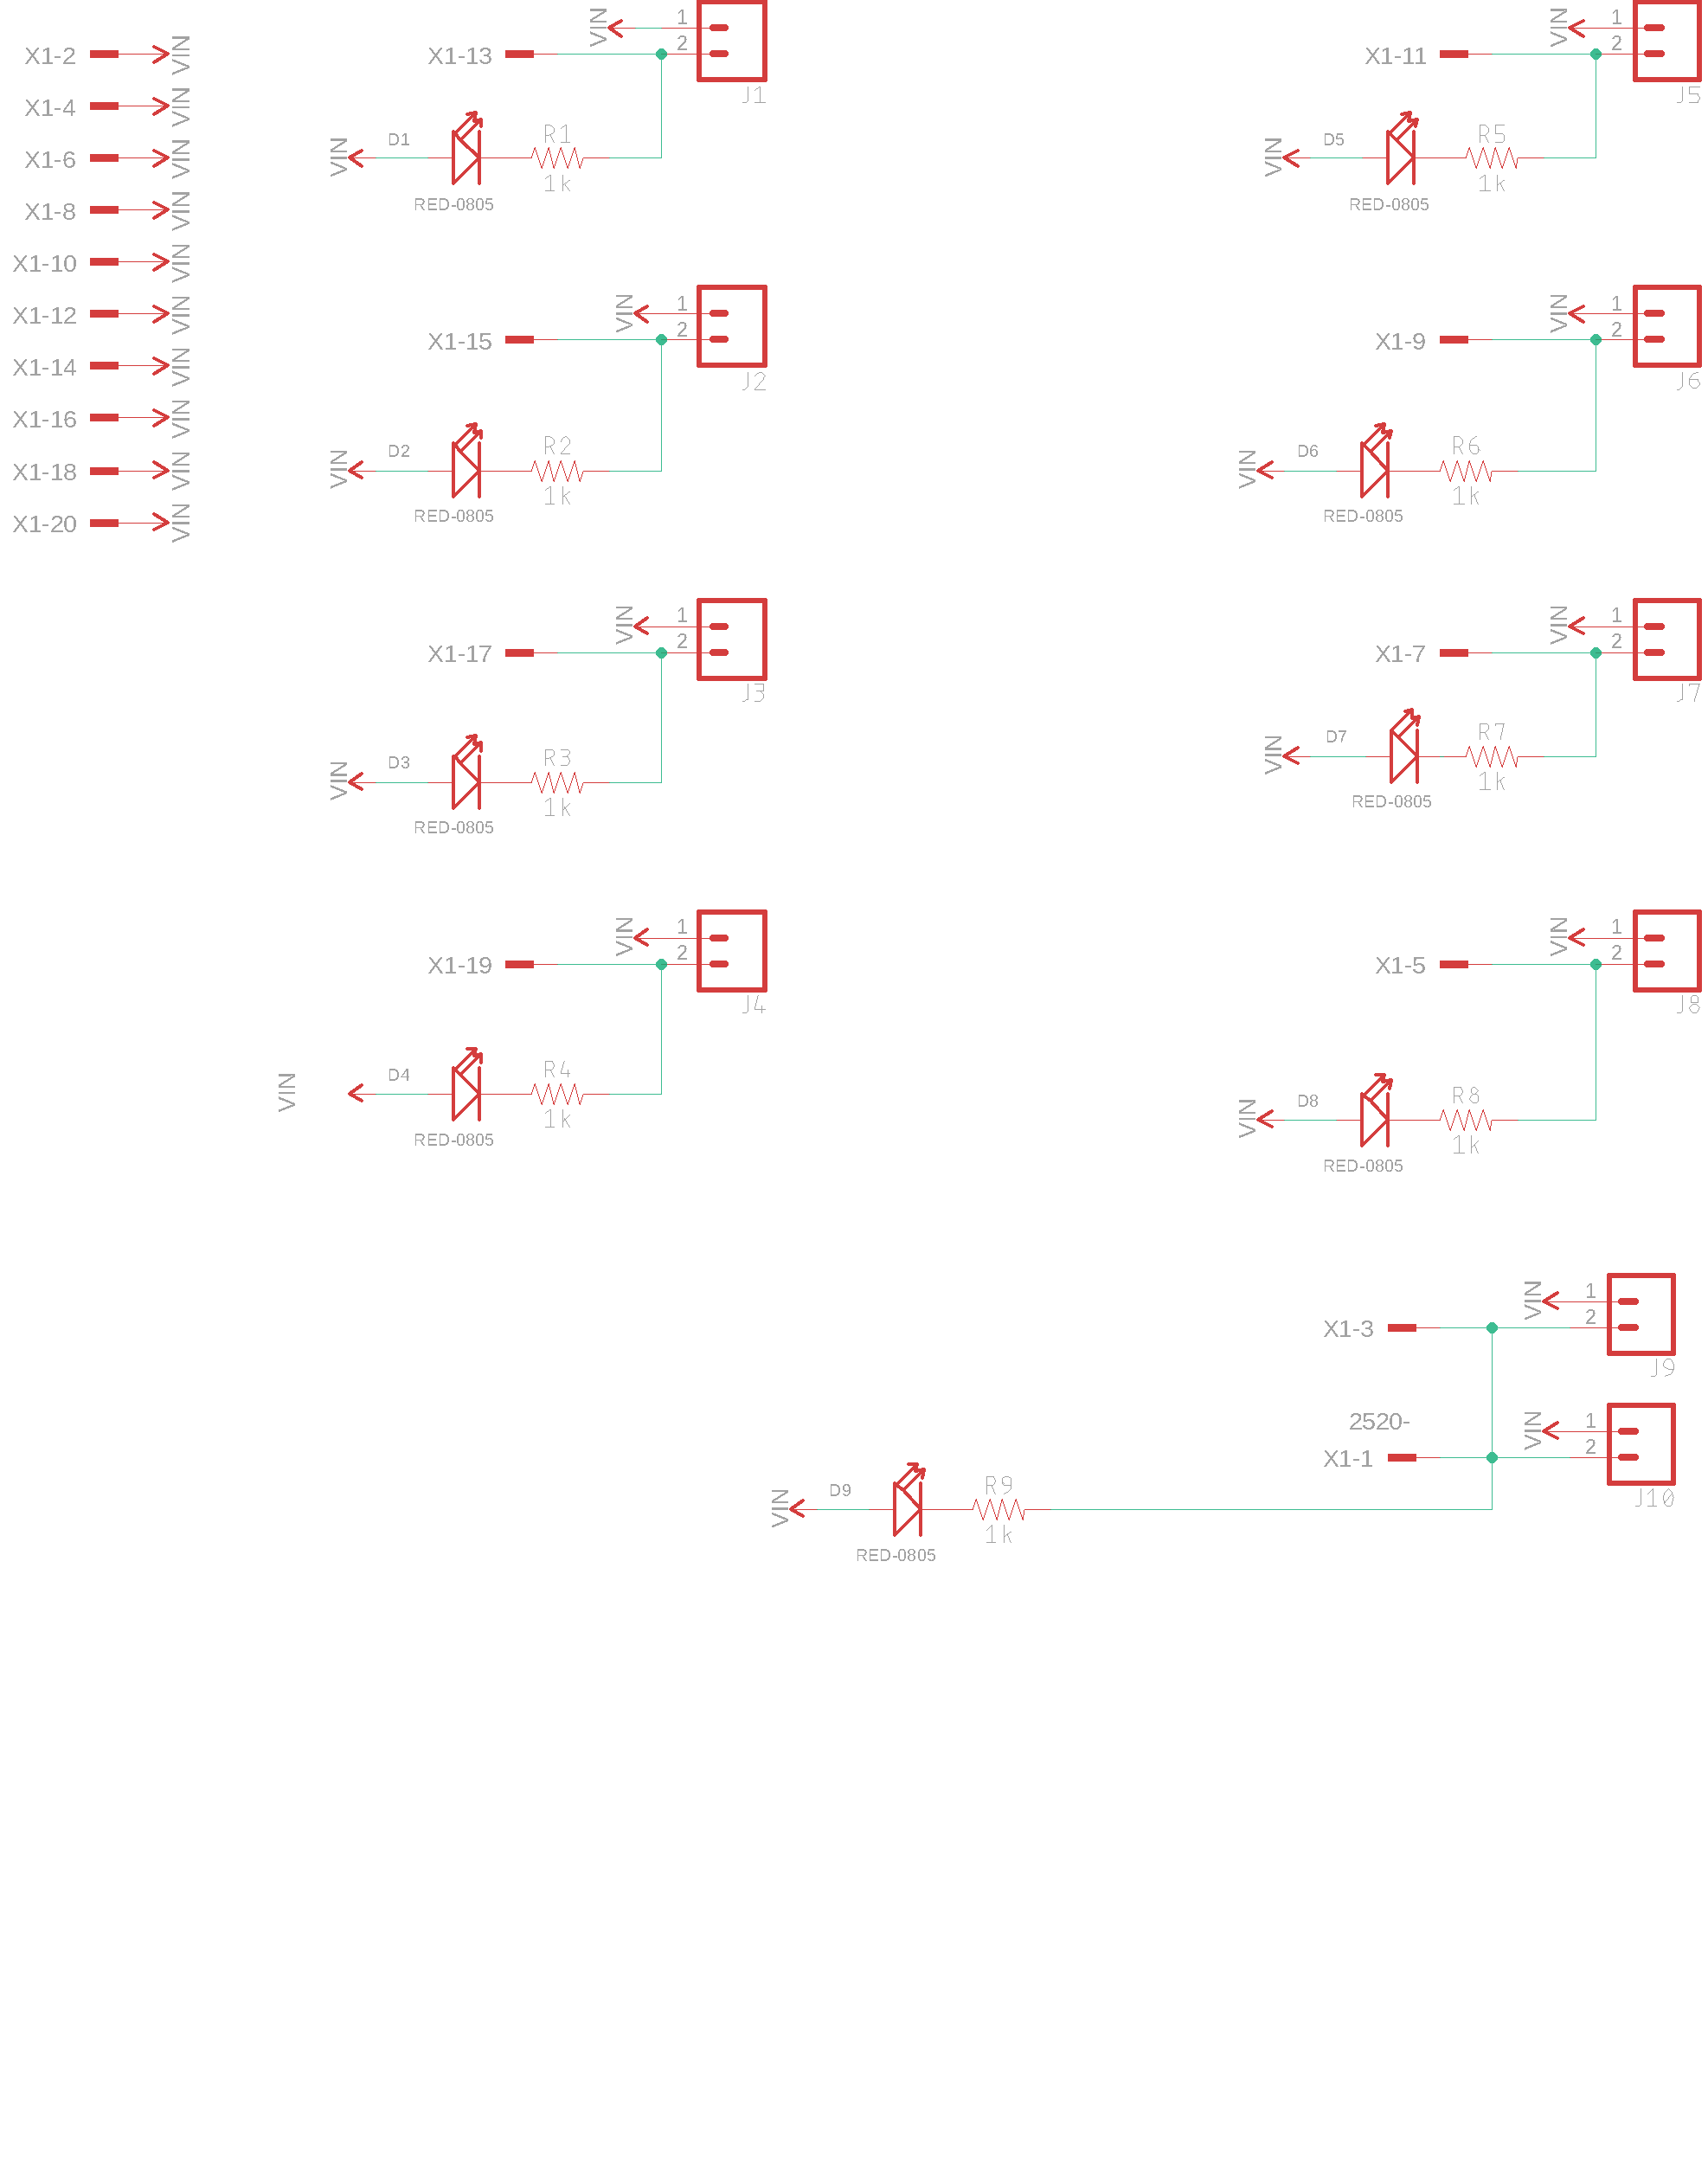 X1-2
VIN
X1-4
VIN
X1-6
VIN
X1-8
VIN
X1-10
VIN
X1-12
VIN
X1-14
VIN
X1-16
VIN
X1-18
VIN
X1-20
VIN
VIN
1
2
X1-13
J1
VIN
D1
R1
1k
RED-0805
VIN
1
2
X1-15
J2
VIN
D2
R2
1k
RED-0805
VIN
1
2
X1-17
J3
VIN
D3
R3
1k
RED-0805
VIN
1
2
X1-19
J4
VIN
D4
R4
1k
RED-0805
VIN
1
2
X1-11
J5
VIN
D5
R5
1k
RED-0805
VIN
1
2
X1-9
J6
VIN
D6
R6
1k
RED-0805
VIN
1
2
X1-7
J7
VIN
D7
R7
1k
RED-0805
VIN
1
2
X1-5
J8
VIN
D8
R8
1k
RED-0805
VIN
1
2
X1-3
J9
2520-
VIN
1
2
X1-1
J10
VIN
D9
R9
1k
RED-0805